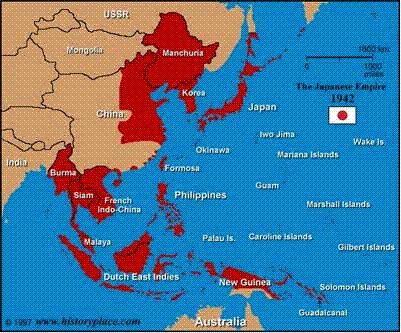 USSR
Mongolia
Manchuria
1500 km
1000
miles
The Japanese Empire
1942
Korea
Japan
China
Iwo Jima
Wake Is.
Okinawa
Mariana Islands
India
Burma
Formosa
Siam
French
Indo-China
Philippines
Guam
Marshall Islands
Malaya
Palau Is.
Caroline Islands
Gilbert Islands
Dutch East Indies
New Guinea
Solomon Islands
Guadalcanal
© 1997 www.historyplace.com
Australia